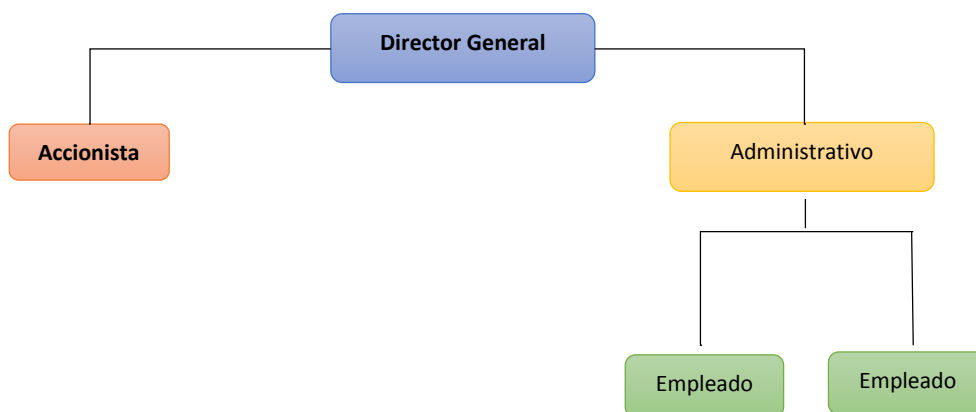 Director General
Accionista
Administrativo
Empleado
Empleado